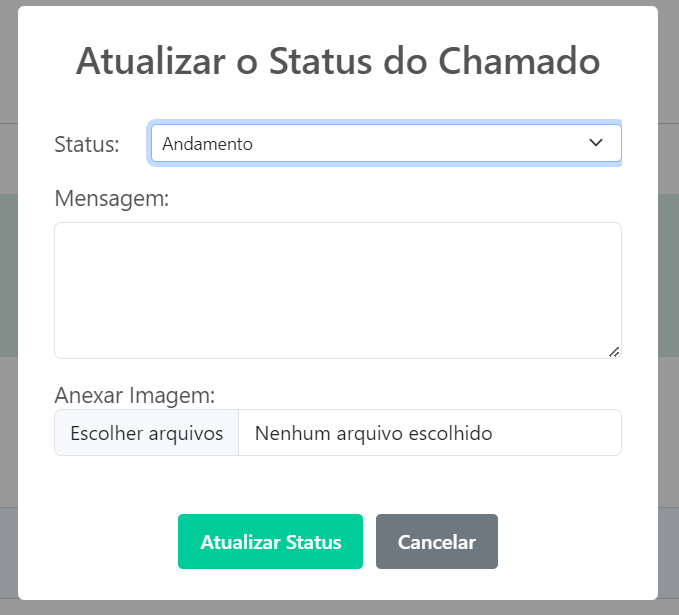 Atualizar o Status do Chamado
Status: Andamento
Mensagem:
Anexar Imagem:
Escolher arquivos Nenhum arquivo escolhido
Atualizar Status Cancelar